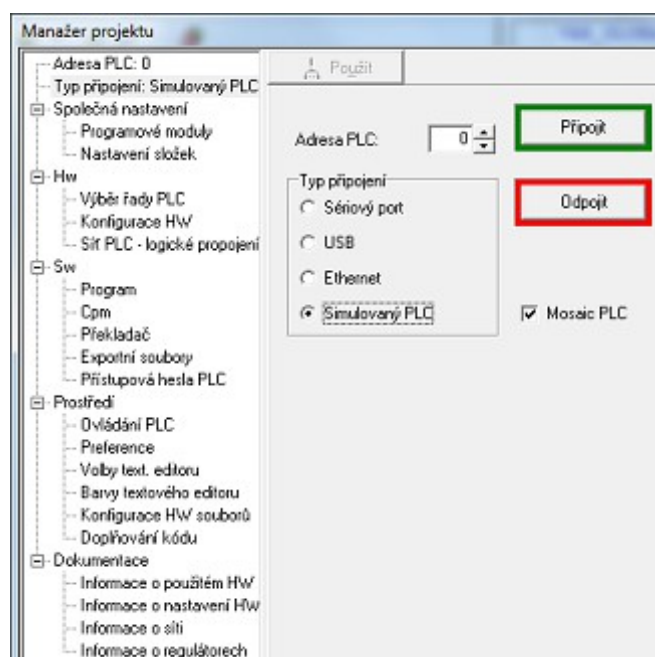 Manažer projektu
Adresa PLC: 0
Typ připojení: Simulovaný PLC
Společná nastavení
Programové moduly
Nastavení složek
Hw
Výběr řady PLC
Konfigurace HW
Síť PLC - logické propojení
Sw
Program
Cpm
Překladač
Exportní soubory
Přístupová hesla PLC
Prostředí
Ovládání PLC
Preference
Volby text. editoru
Barvy textového editoru
Konfigurace HW souborů
Doplňování kódu
Dokumentace
Informace o použitém HW
Informace o nastavení HW
Informace o síti
Informace o regulátorech
Použít
Adresa PLC: 0
Připojit
Typ připojení
Odpojit
Sériový port
USB
Ethernet
Simulovaný PLC
Mosaic PLC